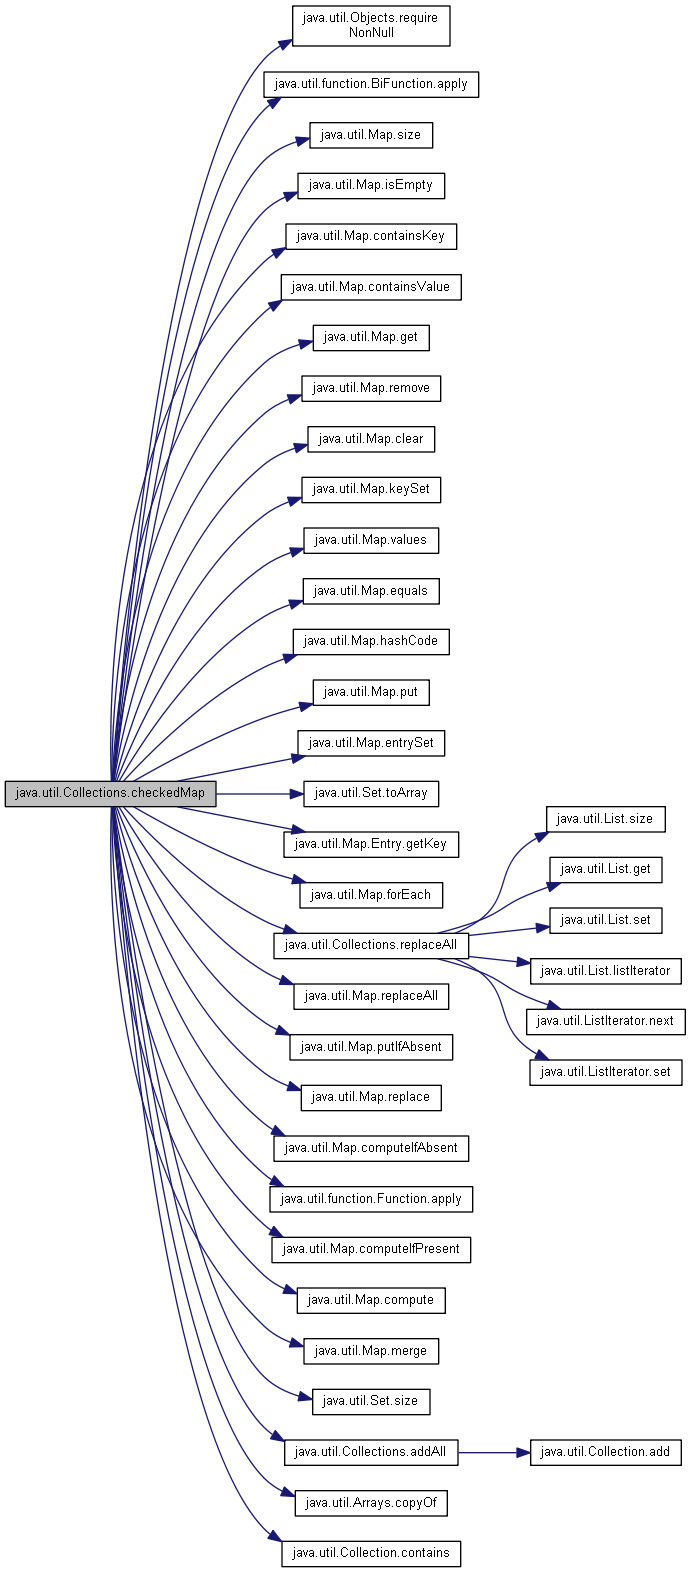 java.util.Objects.require
NonNull
java.util.function.BiFunction.apply
java.util.Map.size
java.util.Map.isEmpty
java.util.Map.containsKey
java.util.Map.containsValue
java.util.Map.get
java.util.Map.remove
java.util.Map.clear
java.util.Map.keySet
java.util.Map.values
java.util.Map.equals
java.util.Map.hashCode
java.util.Map.put
java.util.Map.entrySet
java.util.Collections.checkedMap
java.util.Set.toArray
java.util.Map.Entry.getKey
java.util.Map.forEach
java.util.Collections.replaceAll
java.util.List.size
java.util.List.get
java.util.List.set
java.util.List.listIterator
java.util.ListIterator.next
java.util.ListIterator.set
java.util.Map.replaceAll
java.util.Map.putIfAbsent
java.util.Map.replace
java.util.Map.computeIfAbsent
java.util.function.Function.apply
java.util.Map.computeIfPresent
java.util.Map.compute
java.util.Map.merge
java.util.Set.size
java.util.Collections.addAll
java.util.Collection.add
java.util.Arrays.copyOf
java.util.Collection.contains